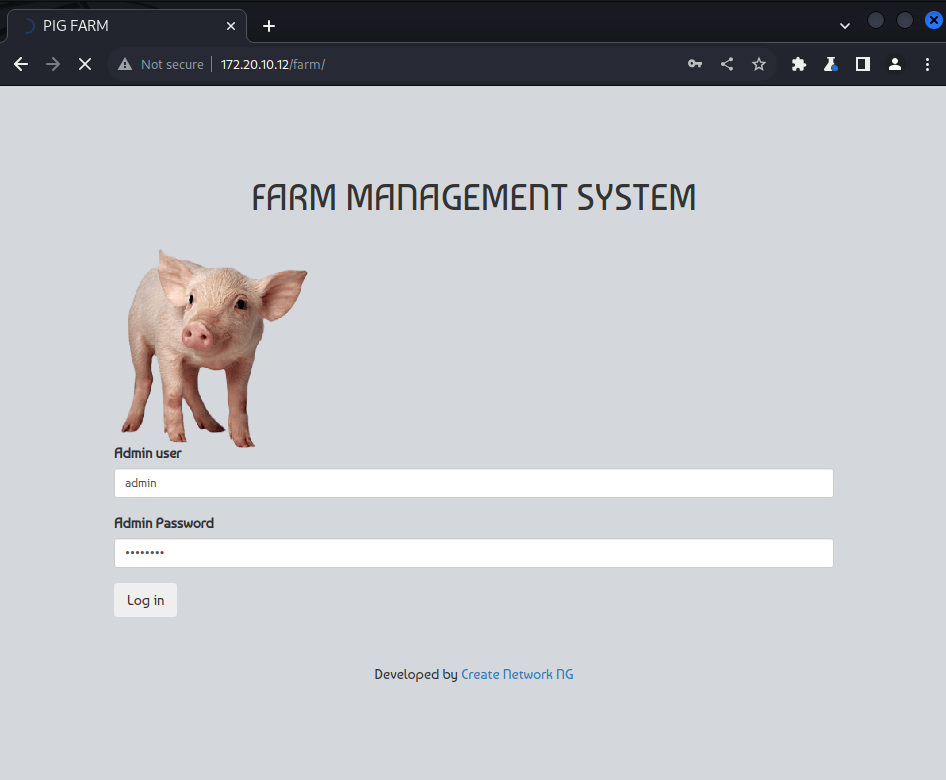 PIG FARM
Not secure 172.20.10.12/farm/
FARM MANAGEMENT SYSTEM
Admin user
admin
Admin Password
••••••••
Log in
Developed by Create Network NG